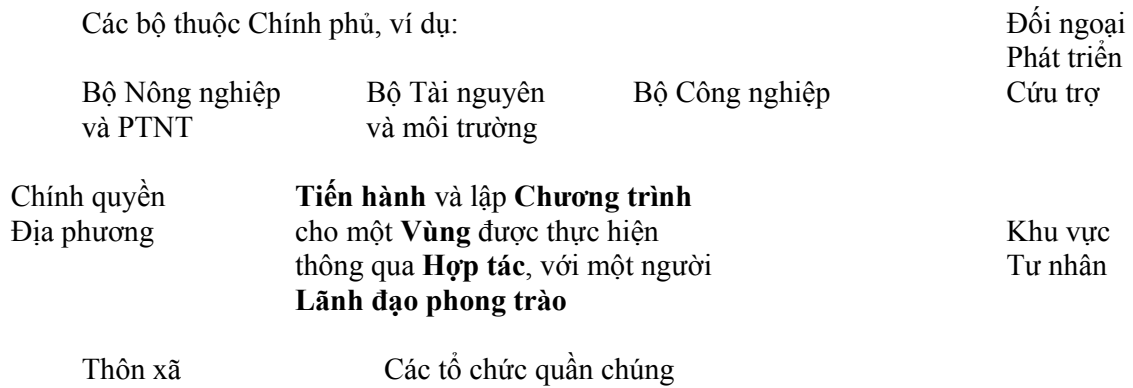 Các bộ thuộc Chính phủ, ví dụ:
Đối ngoại
Phát triển
Cứu trợ
Bộ Nông nghiệp
và PTNT
Bộ Tài nguyên
và môi trường
Bộ Công nghiệp
Chính quyền
Địa phương
Tiến hành và lập Chương trình
cho một Vùng được thực hiện
thông qua Hợp tác, với một người
Lãnh đạo phong trào
Khu vực
Tư nhân
Thôn xã
Các tổ chức quần chúng